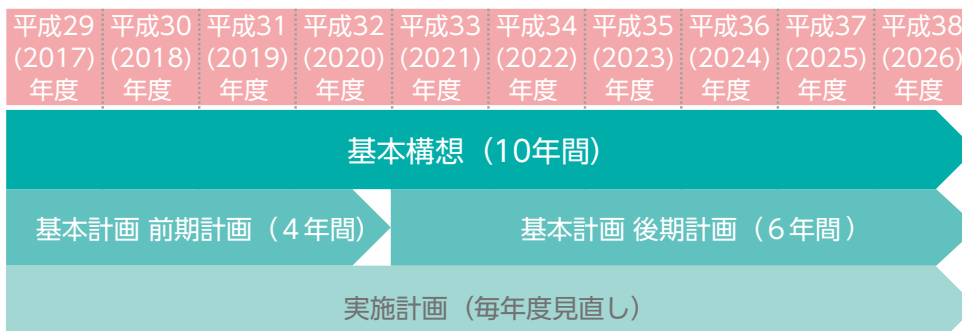 平成29 平成30 平成31 平成32 平成33 平成34 平成35 平成36 平成37 平成38
(2017) (2018) (2019) (2020) (2021) (2022) (2023) (2024) (2025) (2026)
年度 年度 年度 年度 年度 年度 年度 年度 年度 年度
基本構想（10年間）
基本計画 前期計画（４年間） 基本計画 後期計画（６年間）
実施計画（毎年度見直し）